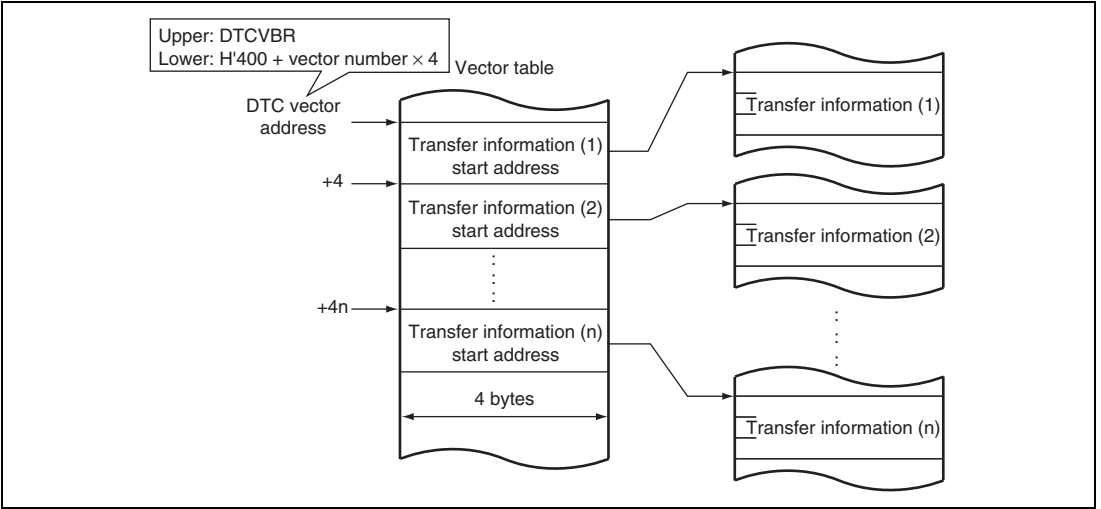 Upper: DTCVBR
Lower: H'400 + vector number × 4
Vector table
DTC vector
address
Transfer information (1)
start address
+4
Transfer information (2)
start address
+4n
Transfer information (n)
start address
4 bytes
Transfer information (1)
Transfer information (2)
Transfer information (n)